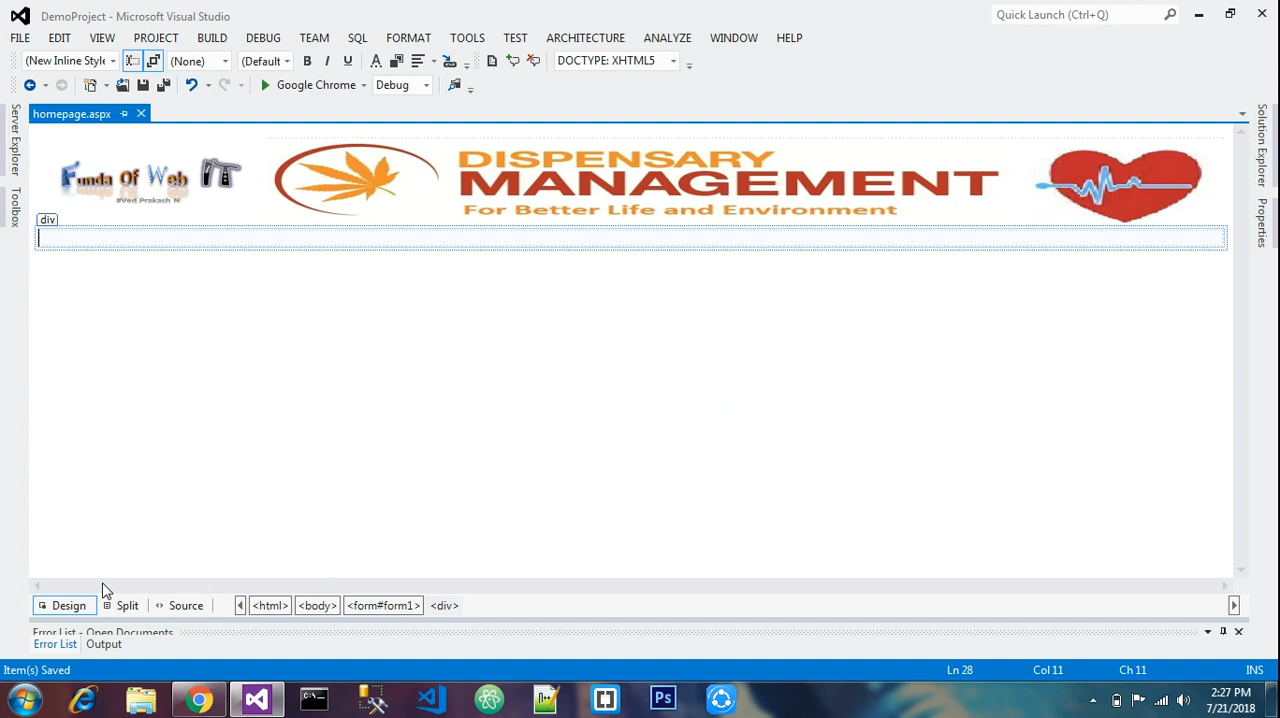 DemoProject - Microsoft Visual Studio
Quick Launch (Ctrl+Q)
FILE EDIT VIEW PROJECT BUILD DEBUG TEAM SQL FORMAT TOOLS TEST ARCHITECTURE ANALYZE WINDOW HELP
(New Inline Style (None) (Default B I U A DOCTYPE: XHTML5
Google Chrome Debug
homepage.aspx
Server Explorer
Toolbox
Solution Explorer
Properties
Funda Of Web IT
#Ved Prakash N
DISPENSARY
MANAGEMENT
For Better Life and Environment
div
Design Split Source <html> <body> <form#form1> <div>
Error List - Open Documents
Error List Output
Item(s) Saved Ln 28 Col 11 Ch 11 INS
Ps
2:27 PM
7/21/2018